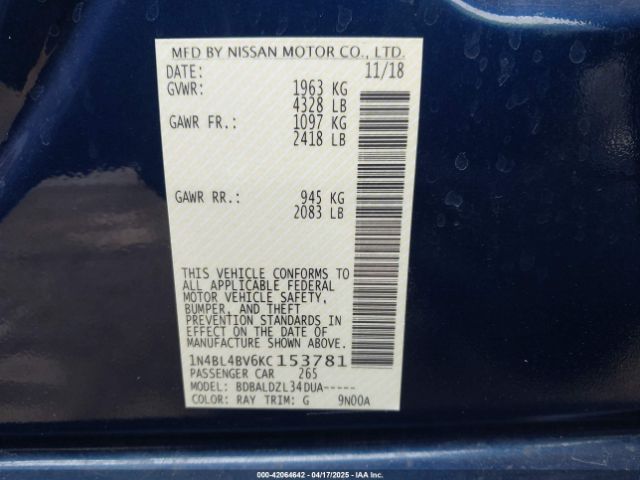 MFD BY NISSAN MOTOR CO., LTD.
DATE: 11/18
GVWR: 1963 KG
4328 LB
GAWR FR.: 1097 KG
2418 LB
GAWR RR.: 945 KG
2083 LB
THIS VEHICLE CONFORMS TO
ALL APPLICABLE FEDERAL
MOTOR VEHICLE SAFETY,
BUMPER, AND THEFT
PREVENTION STANDARDS IN
EFFECT ON THE DATE OF
MANUFACTURE SHOWN ABOVE.
1N4BL4BV6KC153781
PASSENGER CAR 265
MODEL: BDBALDZL34DUA-----
COLOR: RAY TRIM: G 9N00A
000-42064642 - 04/17/2025 - IAAI.COM